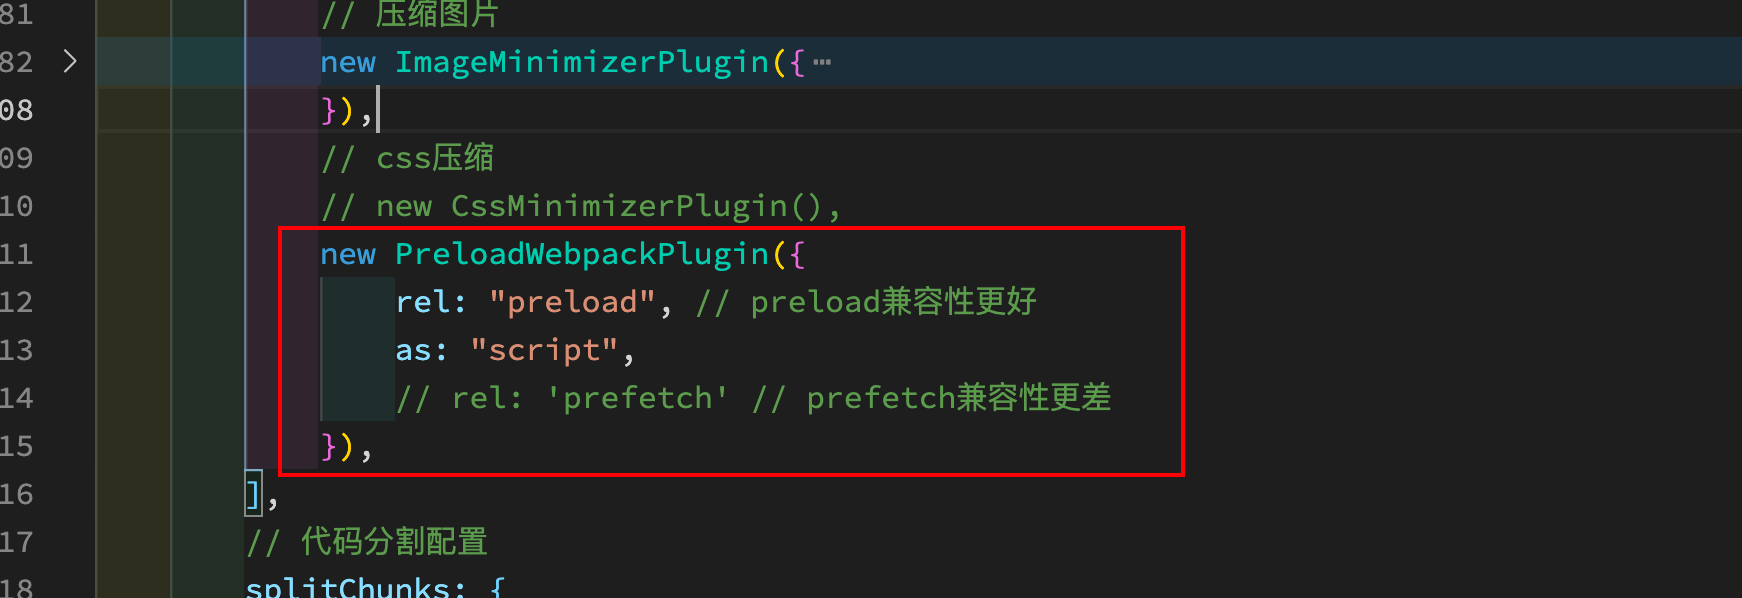 81 // 压缩图片
82 new ImageMinimizerPlugin({⋯
08 }),
09 // css压缩
10 // new CssMinimizerPlugin(),
11 new PreloadWebpackPlugin({
12 rel: "preload", // preload兼容性更好
13 as: "script",
14 // rel: 'prefetch' // prefetch兼容性更差
15 }),
16 ],
17 // 代码分割配置
18 splitChunks: {